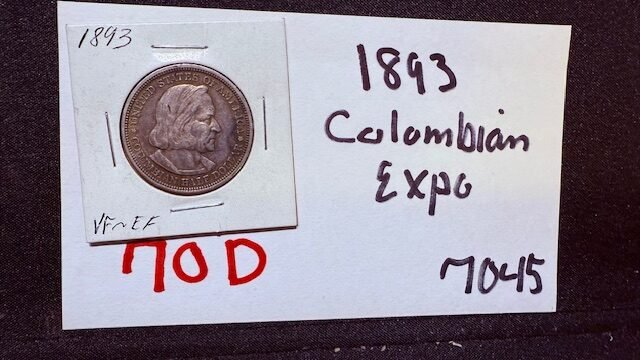 1893
UNITED STATES OF AMERICA
COLUMBIAN HALF DOLLAR
VF~EF
1893
Colombian
Expo
70D
7045